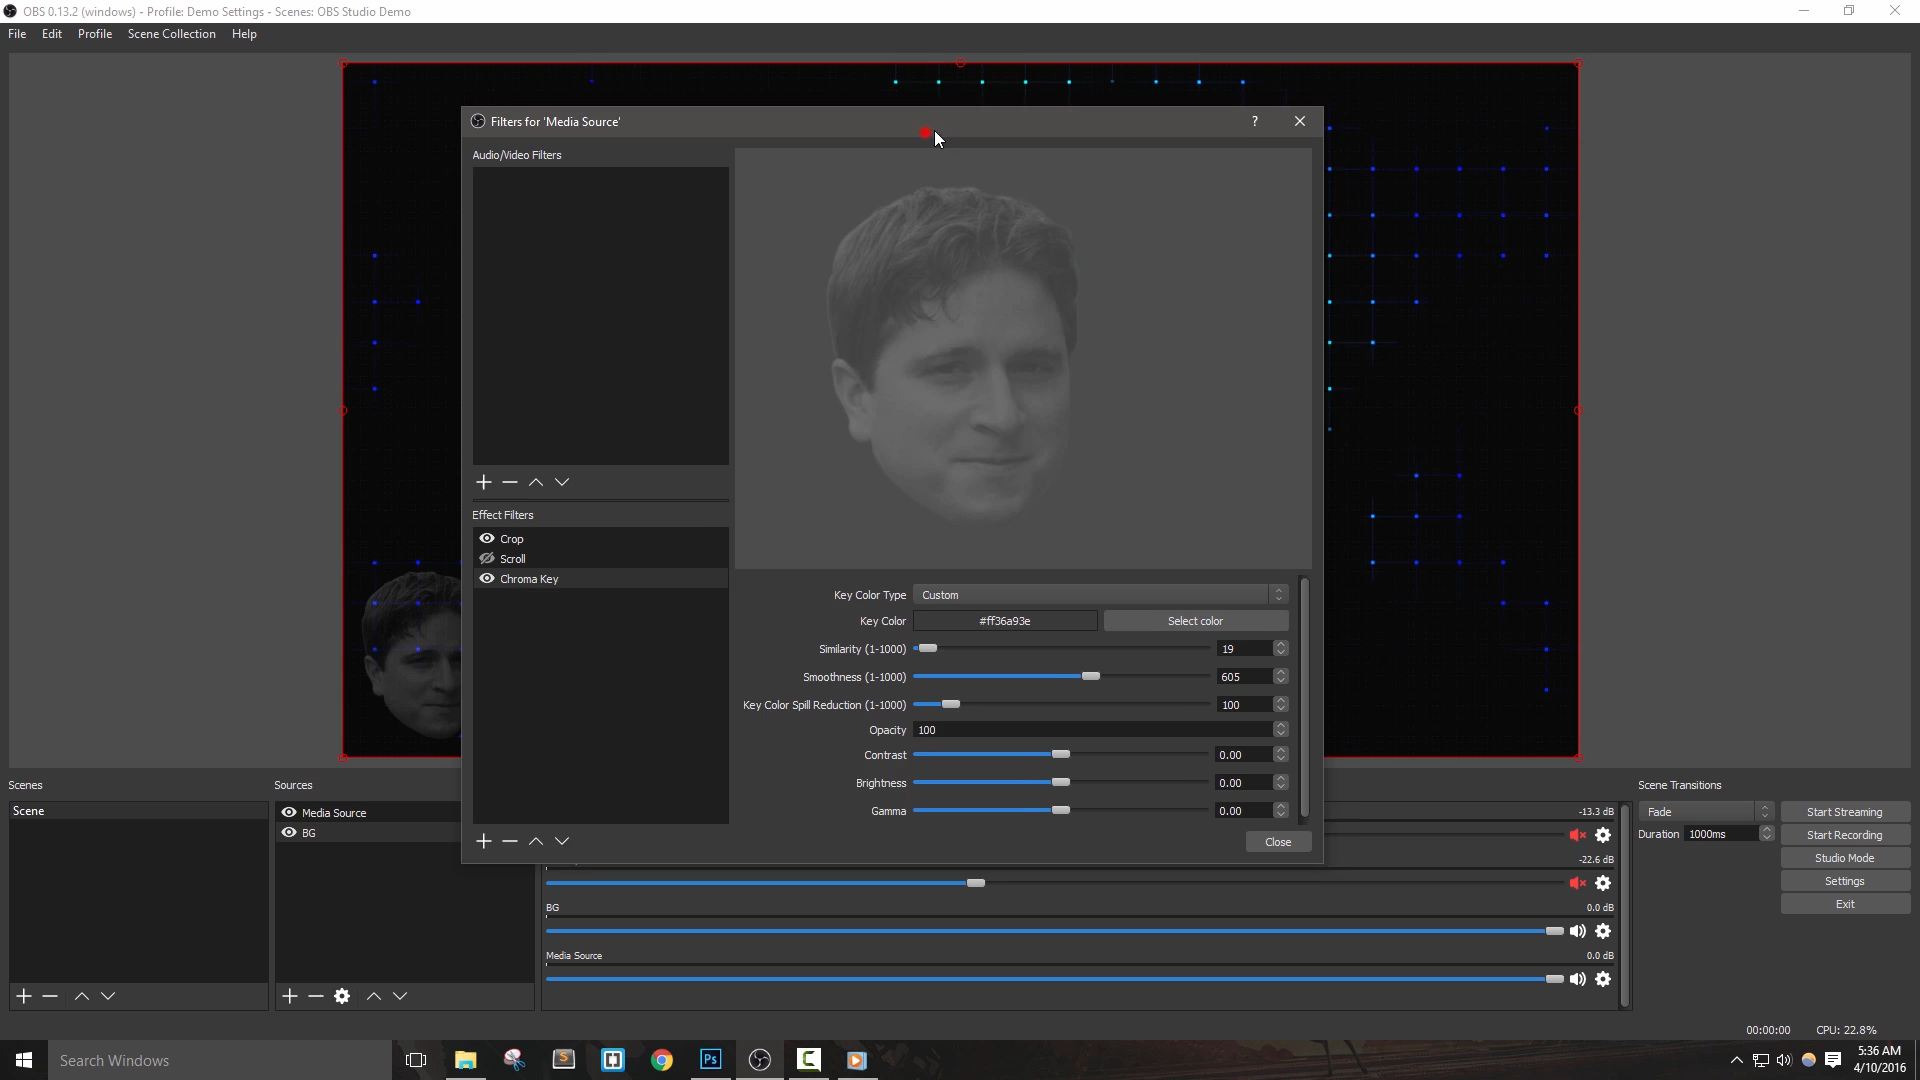 OBS 0.13.2 (windows) - Profile: Demo Settings - Scenes: OBS Studio Demo
File Edit Profile Scene Collection Help
Filters for 'Media Source'
?
Audio/Video Filters
Effect Filters
Crop
Scroll
Chroma Key
Key Color Type Custom
Key Color #ff36a93e Select color
Similarity (1-1000) 19
Smoothness (1-1000) 605
Key Color Spill Reduction (1-1000) 100
Opacity 100
Contrast 0.00
Brightness 0.00
Gamma 0.00
Close
Scenes
Scene
Sources
Media Source
BG
-13.3 dB
-22.6 dB
BG 0.0 dB
Media Source 0.0 dB
Scene Transitions
Fade
Duration 1000ms
Start Streaming
Start Recording
Studio Mode
Settings
Exit
00:00:00 CPU: 22.8%
Search Windows
S
Ps
C
5:36 AM
4/10/2016